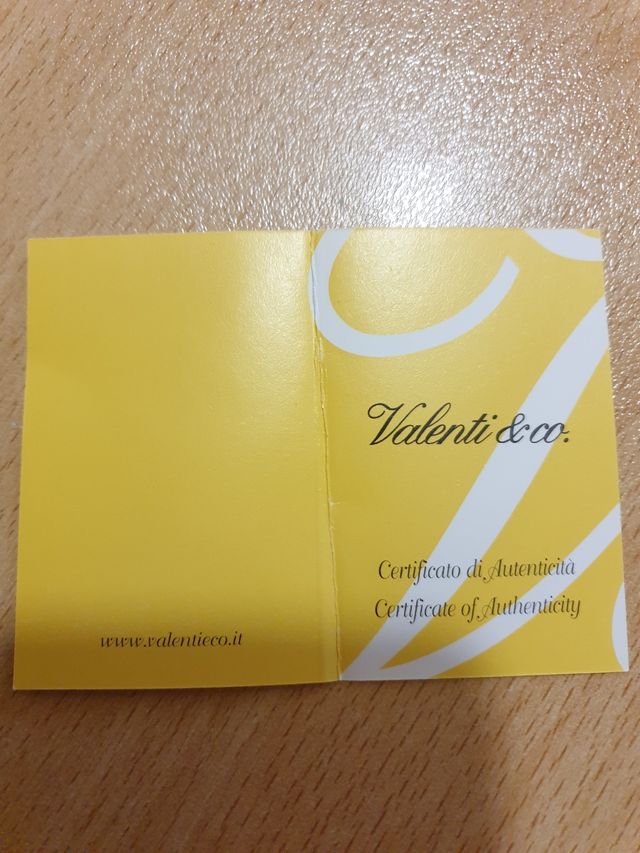 www.valentieco.it
Valenti & co.
Certificato di Autenticità
Certificate of Authenticity